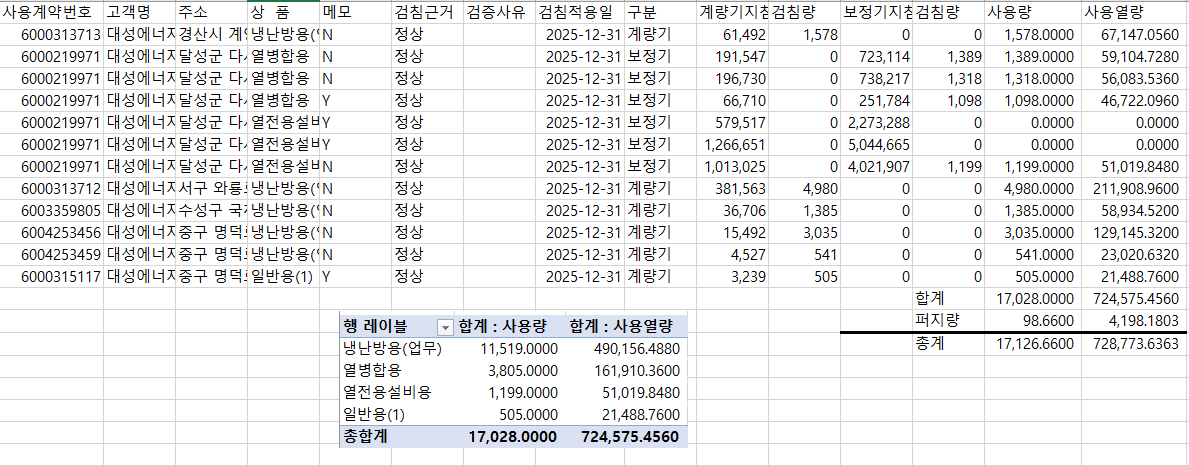 사용계약번호 고객명 주소 상 품 메모 검침근거 검증사유 검침적용일 구분 계량기지침 검침량 보정기지침 검침량 사용량 사용열량
6000313713 대성에너지 경산시 계 냉난방용( N 정상 2025-12-31 계량기 61,492 1,578 0 0 1,578.0000 67,147.0560
6000219971 대성에너지 달성군 다사 열병합용 N 정상 2025-12-31 보정기 191,547 0 723,114 1,389 1,389.0000 59,104.7280
6000219971 대성에너지 달성군 다사 열병합용 N 정상 2025-12-31 보정기 196,730 0 738,217 1,318 1,318.0000 56,083.5360
6000219971 대성에너지 달성군 다사 열병합용 Y 정상 2025-12-31 보정기 66,710 0 251,784 1,098 1,098.0000 46,722.0960
6000219971 대성에너지 달성군 다사 열전용설비 Y 정상 2025-12-31 보정기 579,517 0 2,273,288 0 0.0000 0.0000
6000219971 대성에너지 달성군 다사 열전용설비 Y 정상 2025-12-31 보정기 1,266,651 0 5,044,665 0 0.0000 0.0000
6000219971 대성에너지 달성군 다사 열전용설비 N 정상 2025-12-31 보정기 1,013,025 0 4,021,907 1,199 1,199.0000 51,019.8480
6000313712 대성에너지 서구 와룡로 냉난방용( N 정상 2025-12-31 계량기 381,563 4,980 0 0 4,980.0000 211,908.9600
6003359805 대성에너지 수성구 국 냉난방용( N 정상 2025-12-31 계량기 36,706 1,385 0 0 1,385.0000 58,934.5200
6004253456 대성에너지 중구 명덕로 냉난방용( N 정상 2025-12-31 계량기 15,492 3,035 0 0 3,035.0000 129,145.3200
6004253459 대성에너지 중구 명덕로 냉난방용( N 정상 2025-12-31 계량기 4,527 541 0 0 541.0000 23,020.6320
6000315117 대성에너지 중구 명덕로 일반용(1) Y 정상 2025-12-31 계량기 3,239 505 0 0 505.0000 21,488.7600
합계 17,028.0000 724,575.4560
퍼지량 98.6600 4,198.1803
총계 17,126.6600 728,773.6363
행 레이블 합계 : 사용량 합계 : 사용열량
냉난방용(업무) 11,519.0000 490,156.4880
열병합용 3,805.0000 161,910.3600
열전용설비용 1,199.0000 51,019.8480
일반용(1) 505.0000 21,488.7600
총합계 17,028.0000 724,575.4560